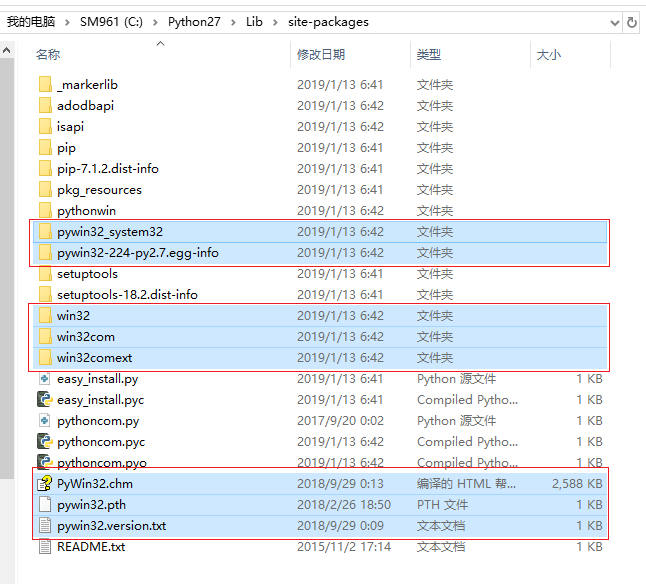 我的电脑 > SM961 (C:) > Python27 > Lib > site-packages
名称 修改日期 类型 大小
_markerlib 2019/1/13 6:41 文件夹
adodbapi 2019/1/13 6:42 文件夹
isapi 2019/1/13 6:42 文件夹
pip 2019/1/13 6:41 文件夹
pip-7.1.2.dist-info 2019/1/13 6:41 文件夹
pkg_resources 2019/1/13 6:41 文件夹
pythonwin 2019/1/13 6:42 文件夹
pywin32_system32 2019/1/13 6:42 文件夹
pywin32-224-py2.7.egg-info 2019/1/13 6:42 文件夹
setuptools 2019/1/13 6:41 文件夹
setuptools-18.2.dist-info 2019/1/13 6:41 文件夹
win32 2019/1/13 6:42 文件夹
win32com 2019/1/13 6:42 文件夹
win32comext 2019/1/13 6:42 文件夹
easy_install.py 2019/1/13 6:41 Python 源文件 1 KB
easy_install.pyc 2019/1/13 6:41 Compiled Pytho... 1 KB
pythoncom.py 2017/9/20 0:02 Python 源文件 1 KB
pythoncom.pyc 2019/1/13 6:42 Compiled Pytho... 1 KB
pythoncom.pyo 2019/1/13 6:42 Compiled Pytho... 1 KB
PyWin32.chm 2018/9/29 0:13 编译的 HTML 帮... 2,588 KB
pywin32.pth 2018/2/26 18:50 PTH 文件 1 KB
pywin32.version.txt 2018/9/29 0:09 文本文档 1 KB
README.txt 2015/11/2 17:14 文本文档 1 KB